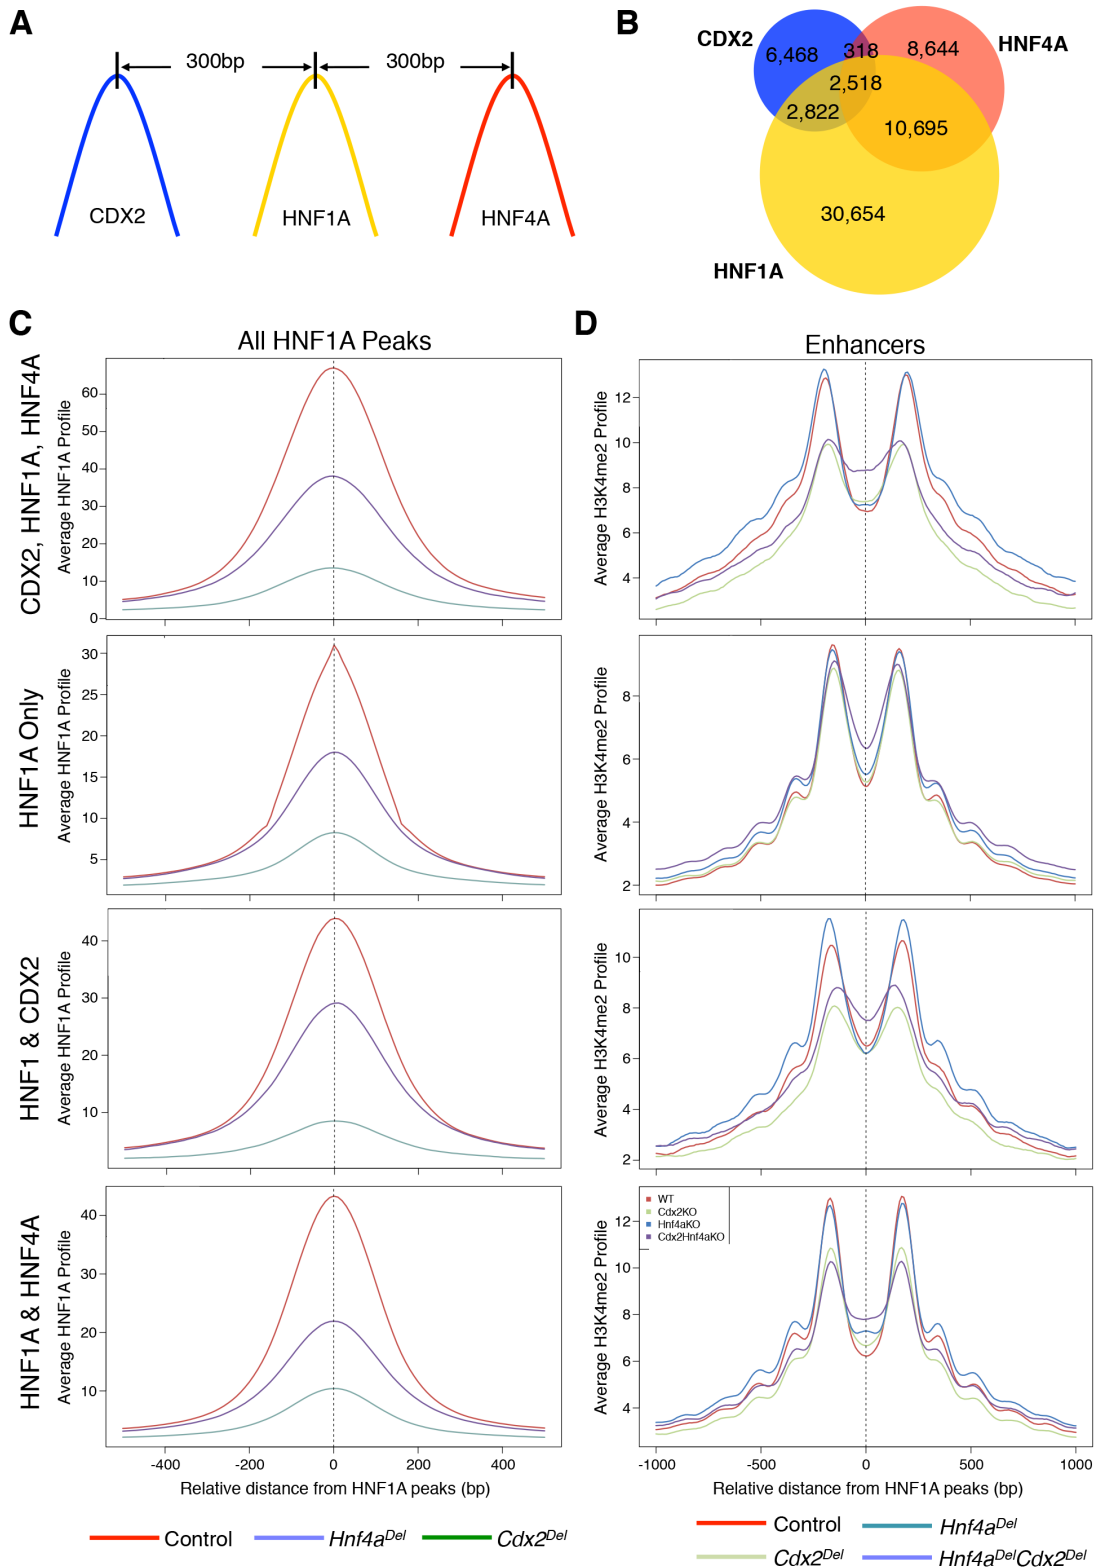 A
300bp 300bp
CDX2 HNF1A HNF4A
B
CDX2 HNF4A
6,468 318 8,644
2,518
2,822
10,695
30,654
HNF1A
C
All HNF1A Peaks
CDX2, HNF1A, HNF4A
Average HNF1A Profile
60
50
40
30
20
10
0
HNF1A Only
Average HNF1A Profile
30
25
20
15
10
5
HNF1 & CDX2
Average HNF1A Profile
40
30
20
10
HNF1A & HNF4A
Average HNF1A Profile
40
30
20
10
-400 -200 0 200 400
Relative distance from HNF1A peaks (bp)
Control Hnf4aDel Cdx2Del
D
Enhancers
Average H3K4me2 Profile
12
10
8
6
4
Average H3K4me2 Profile
8
6
4
2
Average H3K4me2 Profile
10
8
6
4
2
WT
Cdx2KO
Hnf4aKO
Cdx2Hnf4aKO
Average H3K4me2 Profile
12
10
8
6
4
-1000 -500 0 500 1000
Relative distance from HNF1A peaks (bp)
Control Hnf4aDel
Cdx2Del Hnf4aDelCdx2Del